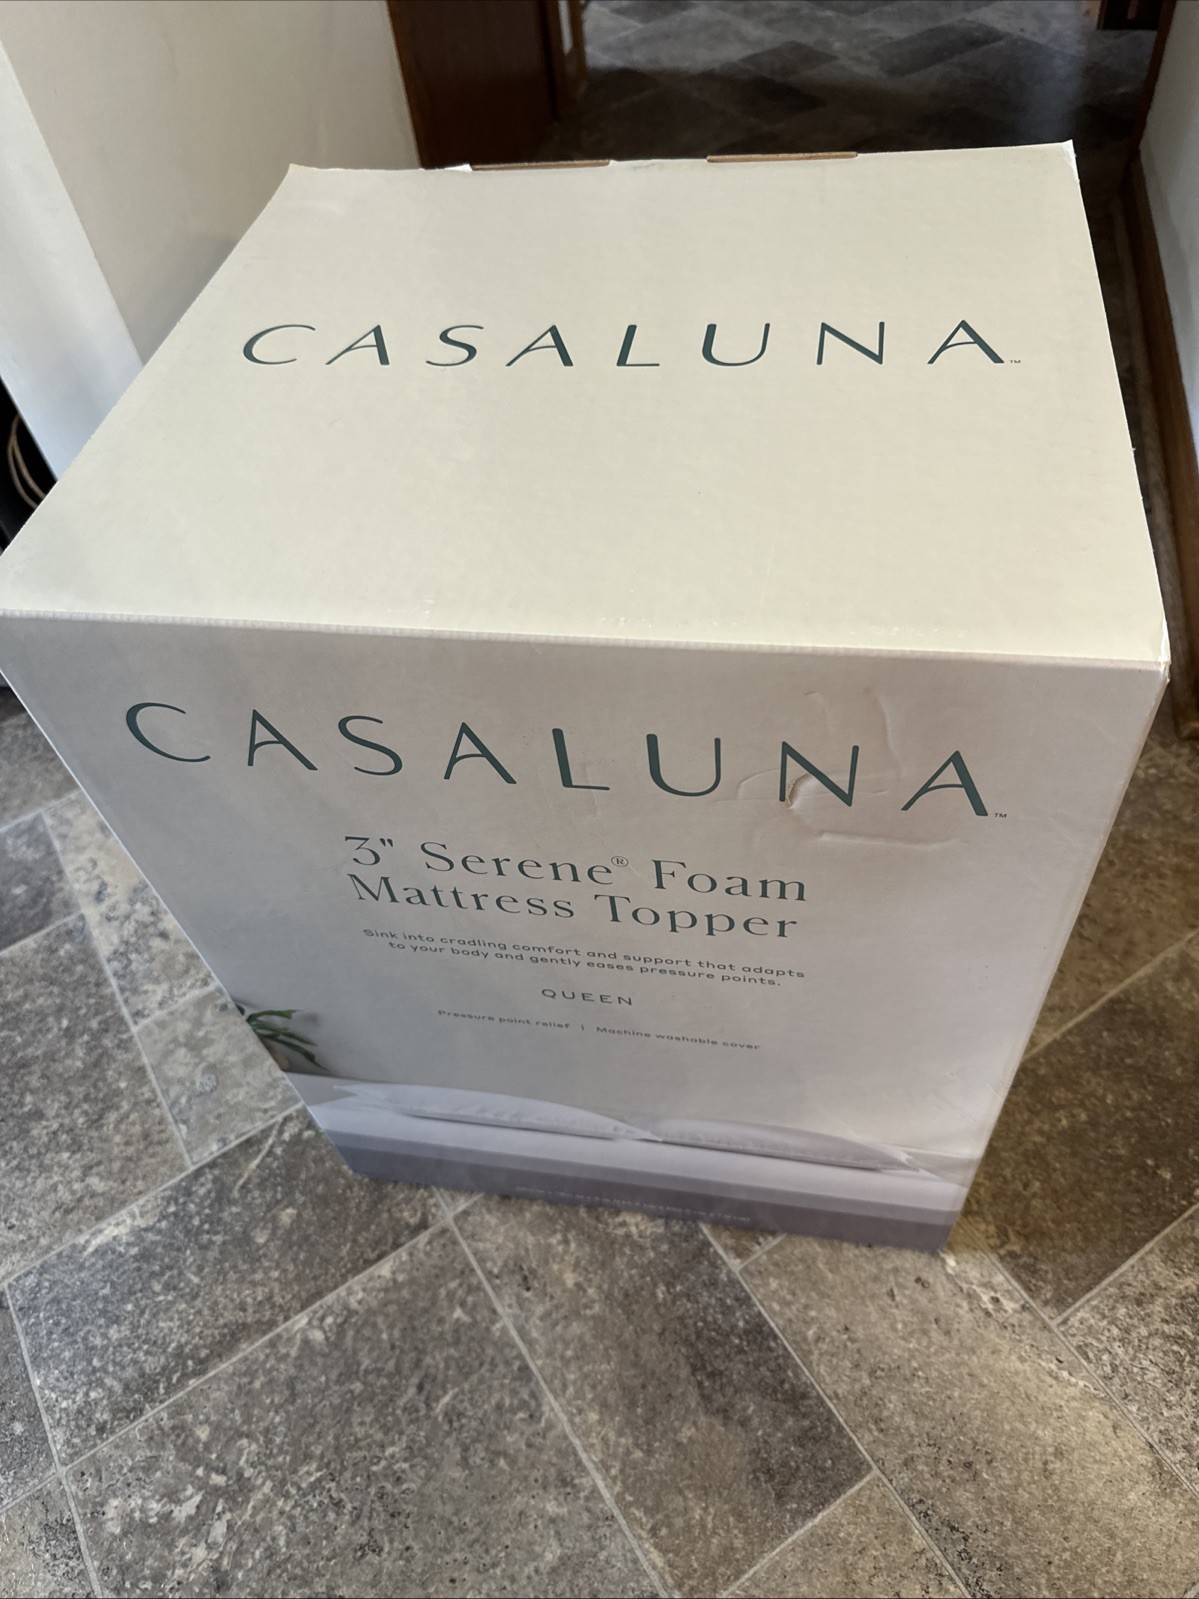 CASALUNA™
CASALUNA™
3" Serene® Foam
Mattress Topper
Sink into cradling comfort and support that adapts
to your body and gently eases pressure points.
QUEEN
Pressure point relief | Machine washable cover